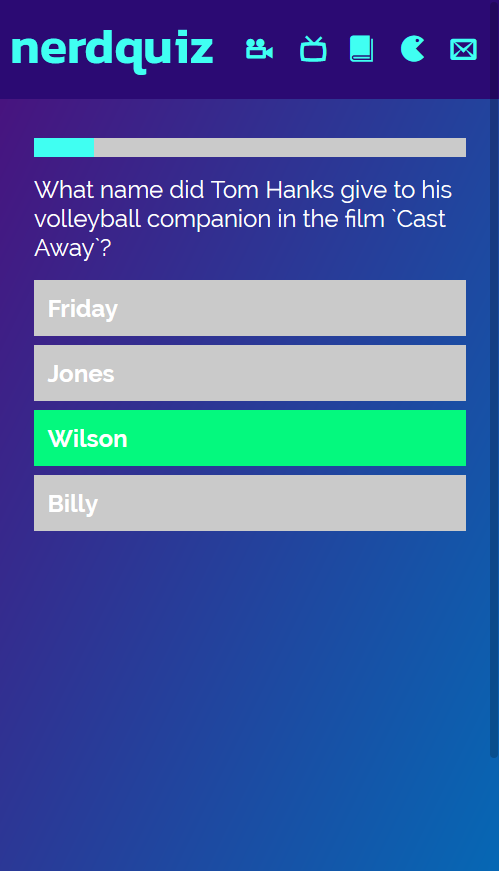 nerdquiz
What name did Tom Hanks give to his
volleyball companion in the film `Cast
Away`?
Friday
Jones
Wilson
Billy